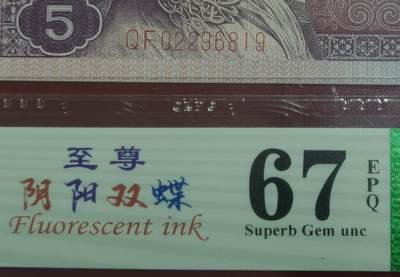 5 QF02296819
至尊
阴阳双蝶
Fluorescent ink
67
EPQ
Superb Gem unc